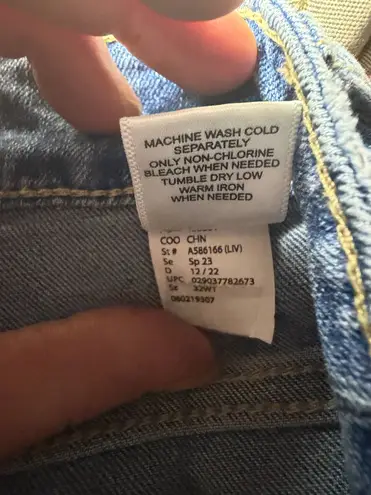 MACHINE WASH COLD
SEPARATELY
ONLY NON-CHLORINE
BLEACH WHEN NEEDED
TUMBLE DRY LOW
WARM IRON
WHEN NEEDED
COO CHN
St # A586166 (LIV)
Se Sp 23
D 12 / 22
UPC 029037782673
Sz 32W1
060219307